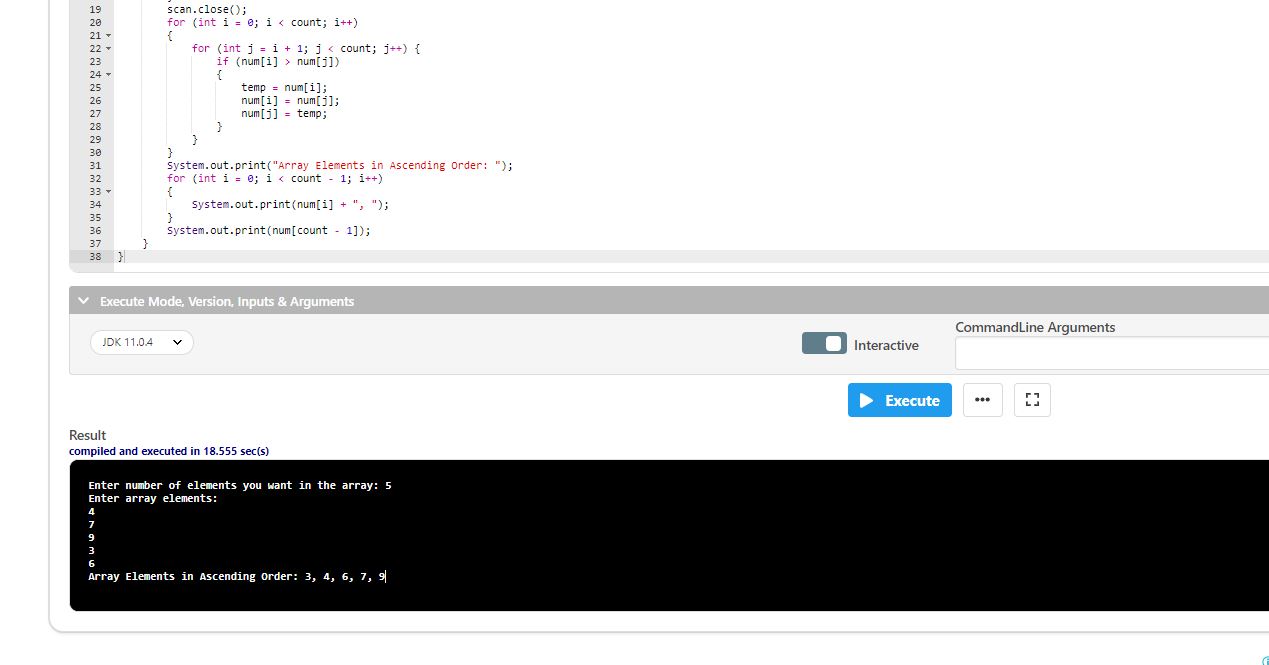 19 scan.close();
20 for (int i = 0; i < count; i++)
21 {
22 for (int j = i + 1; j < count; j++) {
23 if (num[i] > num[j])
24 {
25 temp = num[i];
26 num[i] = num[j];
27 num[j] = temp;
28 }
29 }
30 }
31 System.out.print("Array Elements in Ascending Order: ");
32 for (int i = 0; i < count - 1; i++)
33 {
34 System.out.print(num[i] + ", ");
35 }
36 System.out.print(num[count - 1]);
37 }
38 }
Execute Mode, Version, Inputs & Arguments
JDK 11.0.4
Interactive
CommandLine Arguments
Execute
Result
compiled and executed in 18.555 sec(s)
Enter number of elements you want in the array: 5
Enter array elements:
4
7
9
3
6
Array Elements in Ascending Order: 3, 4, 6, 7, 9